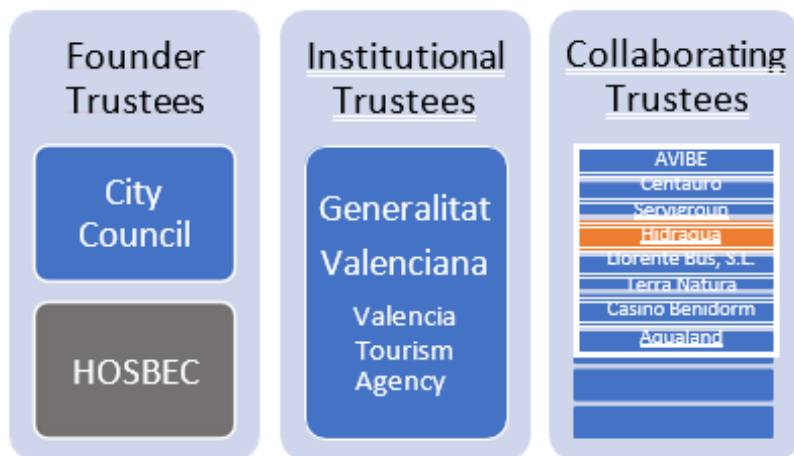 Founder
Trustees
City
Council
HOSBEC
Institutional
Trustees
Generalitat
Valenciana
Valencia
Tourism
Agency
Collaborating
Trustees
AVIBE
Centauro
Servigroup
Hidraqua
Llorente Bus, S.L.
Terra Natura
Casino Benidorm
Aqualand